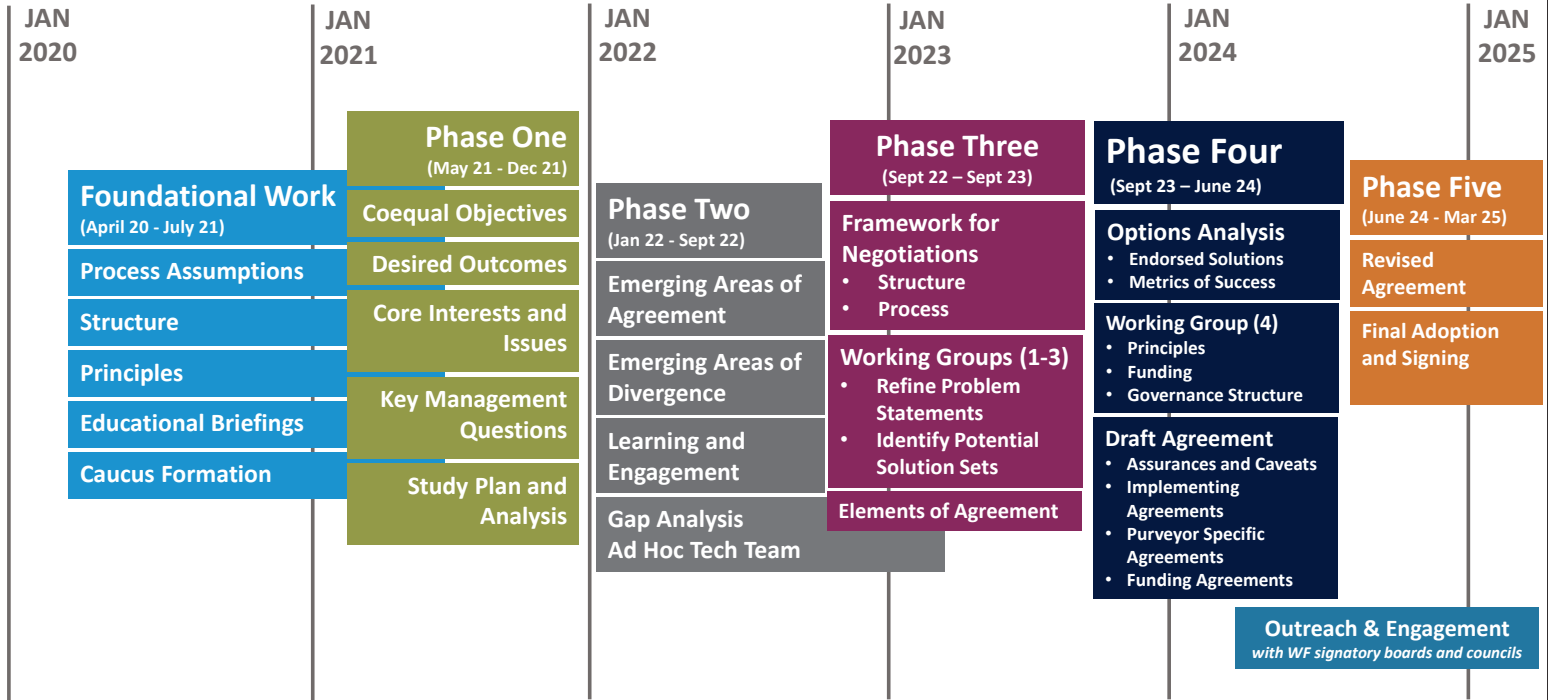 JAN
2020
JAN
2021
JAN
2022
JAN
2023
JAN
2024
JAN
2025
Foundational Work
(April 20 - July 21)
Process Assumptions
Structure
Principles
Educational Briefings
Caucus Formation
Phase One
(May 21 - Dec 21)
Coequal Objectives
Desired Outcomes
Core Interests and
Issues
Key Management
Questions
Study Plan and
Analysis
Phase Two
(Jan 22 - Sept 22)
Emerging Areas of
Agreement
Emerging Areas of
Divergence
Learning and
Engagement
Gap Analysis
Ad Hoc Tech Team
Phase Three
(Sept 22 – Sept 23)
Framework for
Negotiations
• Structure
• Process
Working Groups (1-3)
• Refine Problem
Statements
• Identify Potential
Solution Sets
Elements of Agreement
Phase Four
(Sept 23 – June 24)
Options Analysis
• Endorsed Solutions
• Metrics of Success
Working Group (4)
• Principles
• Funding
• Governance Structure
Draft Agreement
• Assurances and Caveats
• Implementing
Agreements
• Purveyor Specific
Agreements
• Funding Agreements
Phase Five
(June 24 - Mar 25)
Revised
Agreement
Final Adoption
and Signing
Outreach & Engagement
with WF signatory boards and councils